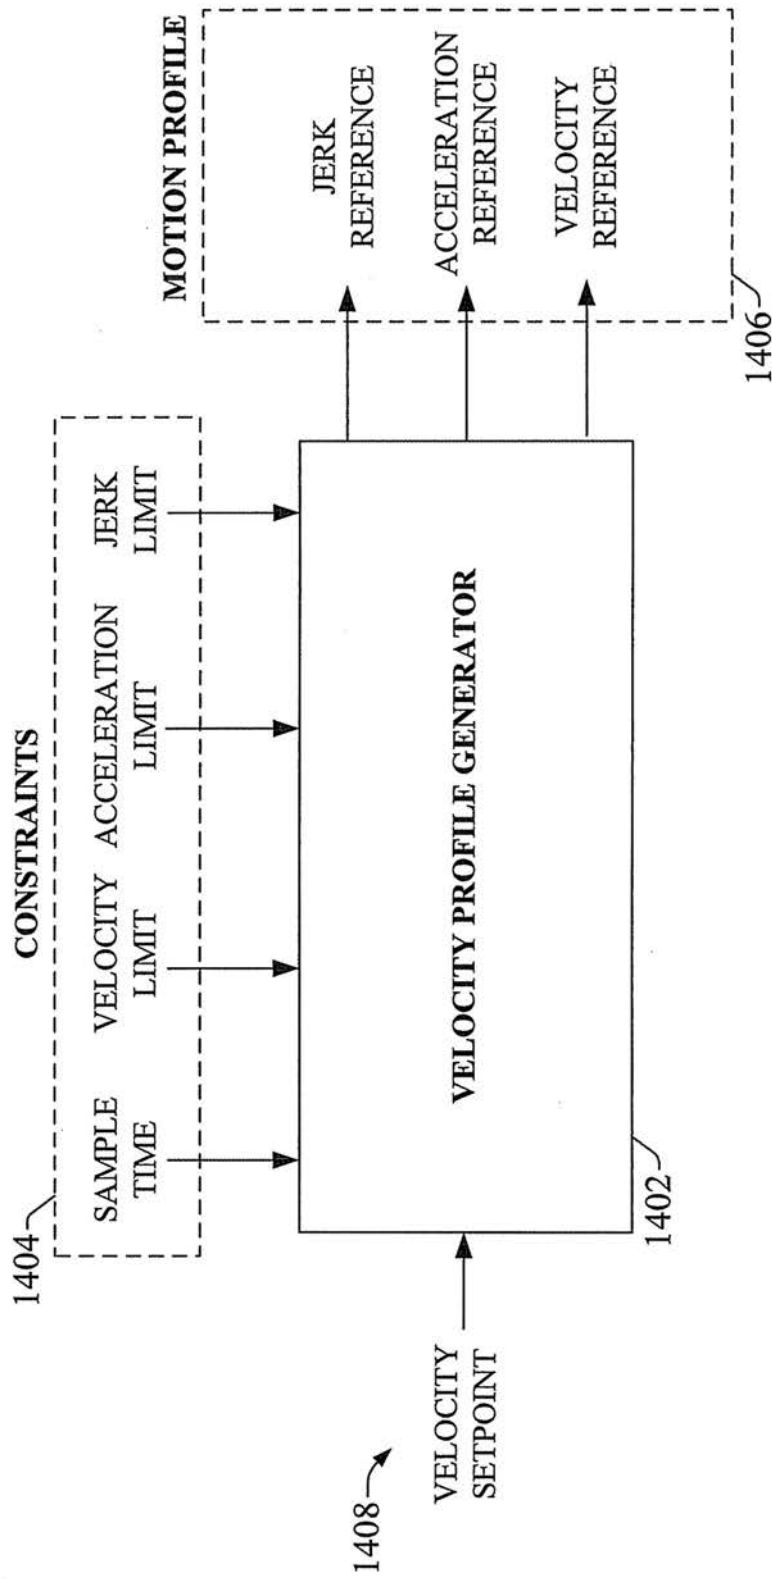 CONSTRAINTS
1404
SAMPLE
TIME
VELOCITY
LIMIT
ACCELERATION
LIMIT
JERK
LIMIT
MOTION PROFILE
JERK
REFERENCE
ACCELERATION
REFERENCE
VELOCITY
REFERENCE
1406
1408
VELOCITY
SETPOINT
VELOCITY PROFILE GENERATOR
1402